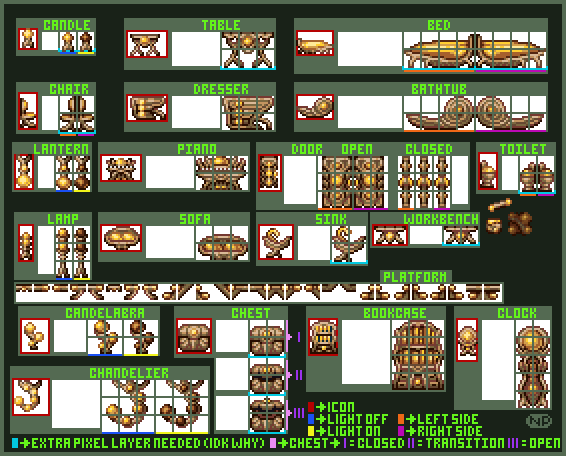 CANDLE TABLE BED
CHAIR DRESSER BATHTUB
LANTERN PIANO DOOR OPEN CLOSED TOILET
LAMP SOFA SINK WORKBENCH
PLATFORM
CANDELABRA CHEST BOOKCASE CLOCK
I
CHANDELIER
II
III
→ICON
→LIGHT OFF →LEFT SIDE
→LIGHT ON →RIGHT SIDE
NP
→EXTRA PIXEL LAYER NEEDED (IDK WHY) →CHEST→ I:CLOSED II:TRANSITION III:OPEN